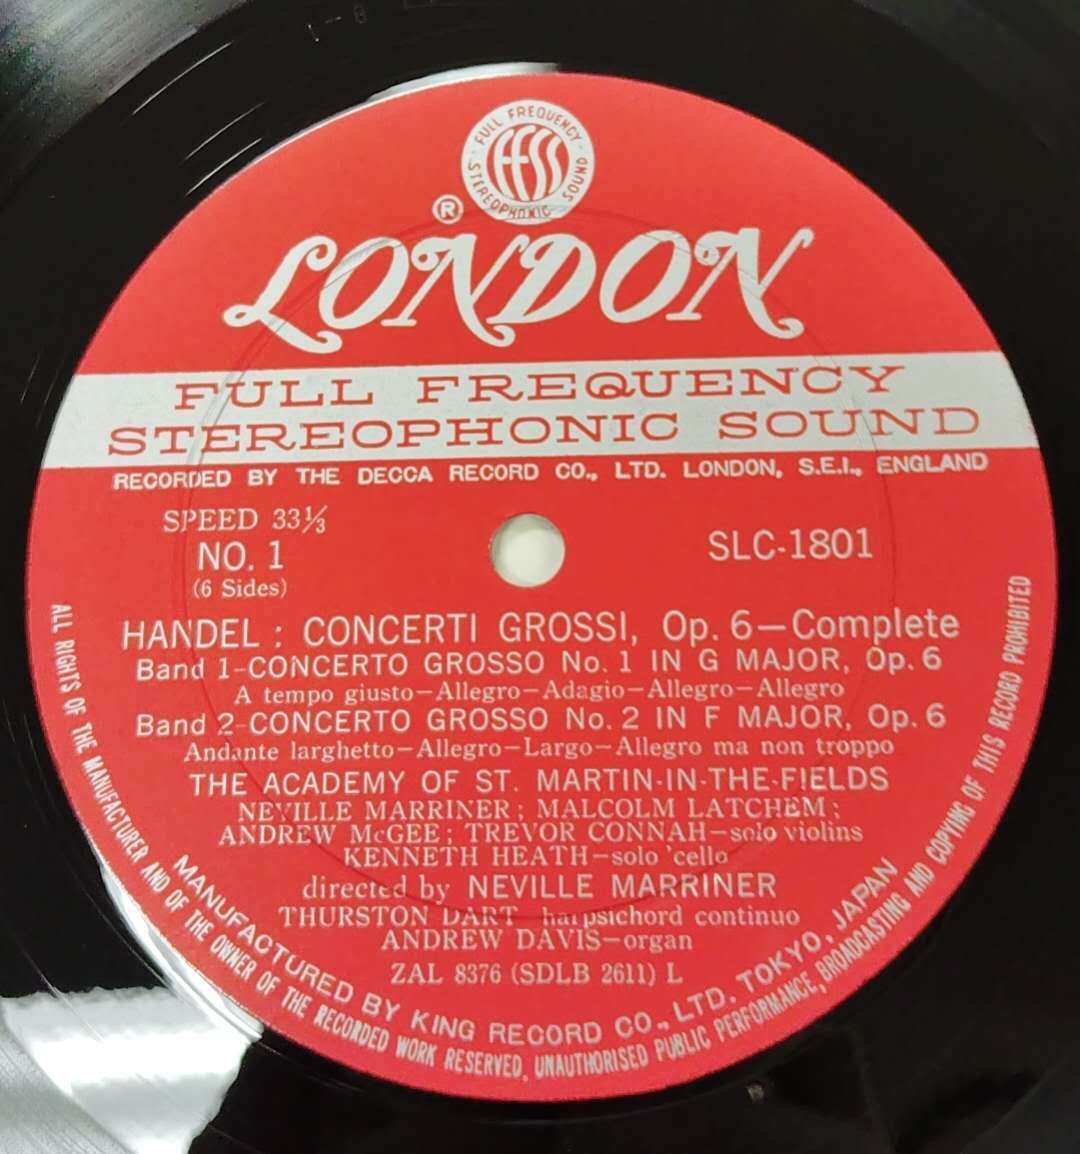 FULL FREQUENCY STEREOPHONIC SOUND
FFSS
®
LONDON
FULL FREQUENCY
STEREOPHONIC SOUND
RECORDED BY THE DECCA RECORD CO., LTD. LONDON, S.E.I., ENGLAND
SPEED 33⅓
NO. 1
(6 Sides)
SLC-1801
HANDEL : CONCERTI GROSSI, Op. 6—Complete
Band 1-CONCERTO GROSSO No. 1 IN G MAJOR, Op. 6
A tempo giusto—Allegro—Adagio—Allegro—Allegro
Band 2-CONCERTO GROSSO No. 2 IN F MAJOR, Op. 6
Andante larghetto—Allegro—Largo—Allegro ma non troppo
THE ACADEMY OF ST. MARTIN-IN-THE-FIELDS
NEVILLE MARRINER; MALCOLM LATCHEM;
ANDREW McGEE; TREVOR CONNAH—solo violins
KENNETH HEATH—solo 'cello
directed by NEVILLE MARRINER
THURSTON DART—harpsichord continuo
ANDREW DAVIS—organ
ZAL 8376 (SDLB 2611) L
MANUFACTURED BY KING RECORD CO., LTD. TOKYO, JAPAN
ALL RIGHTS OF THE MANUFACTURER AND OF THE OWNER OF THE RECORDED WORK RESERVED, UNAUTHORISED PUBLIC PERFORMANCE, BROADCASTING AND COPYING OF THIS RECORD PROHIBITED